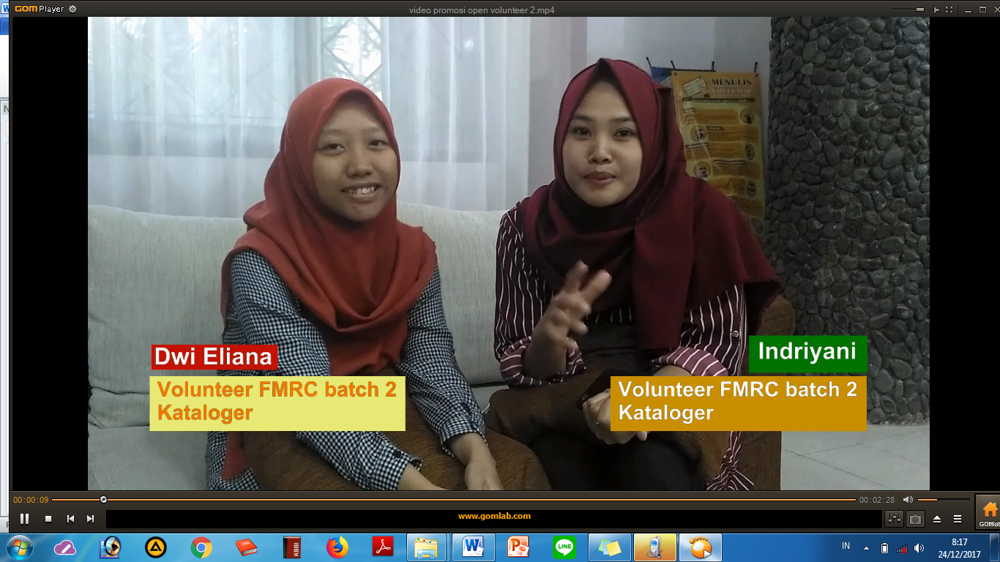 GOM Player
video promosi open volunteer 2.mp4
MENULIS
Dwi Eliana
Volunteer FMRC batch 2
Kataloger
Indriyani
Volunteer FMRC batch 2
Kataloger
00:00:09
00:02:28
www.gomlab.com
GOMlab
KBBI
LINE
IN
8:17
24/12/2017